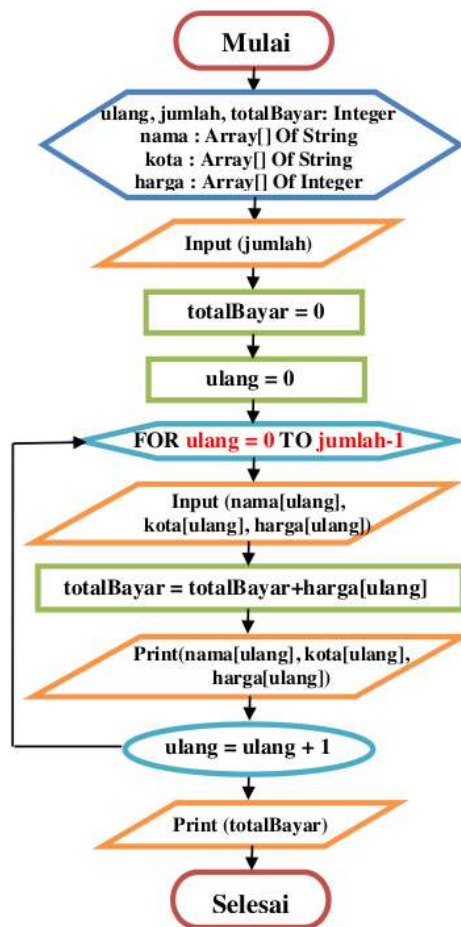 Mulai
ulang, jumlah, totalBayar: Integer
nama : Array[] Of String
kota : Array[] Of String
harga : Array[] Of Integer
Input (jumlah)
totalBayar = 0
ulang = 0
FOR ulang = 0 TO jumlah-1
Input (nama[ulang],
kota[ulang], harga[ulang])
totalBayar = totalBayar+harga[ulang]
Print(nama[ulang], kota[ulang],
harga[ulang])
ulang = ulang + 1
Print (totalBayar)
Selesai